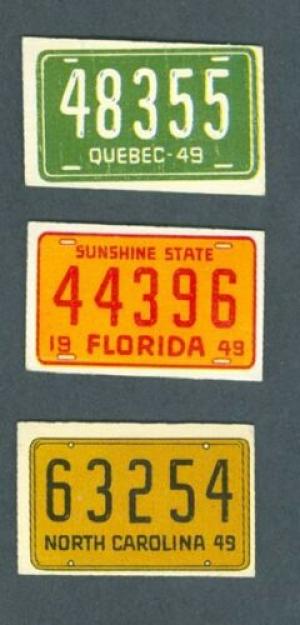 48355
QUEBEC-49
SUNSHINE STATE
44396
19 FLORIDA 49
63254
NORTH CAROLINA 49